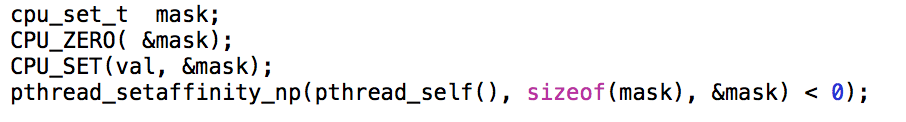 cpu_set_t  mask;
CPU_ZERO( &mask);
CPU_SET(val, &mask);
pthread_setaffinity_np(pthread_self(), sizeof(mask), &mask) < 0);